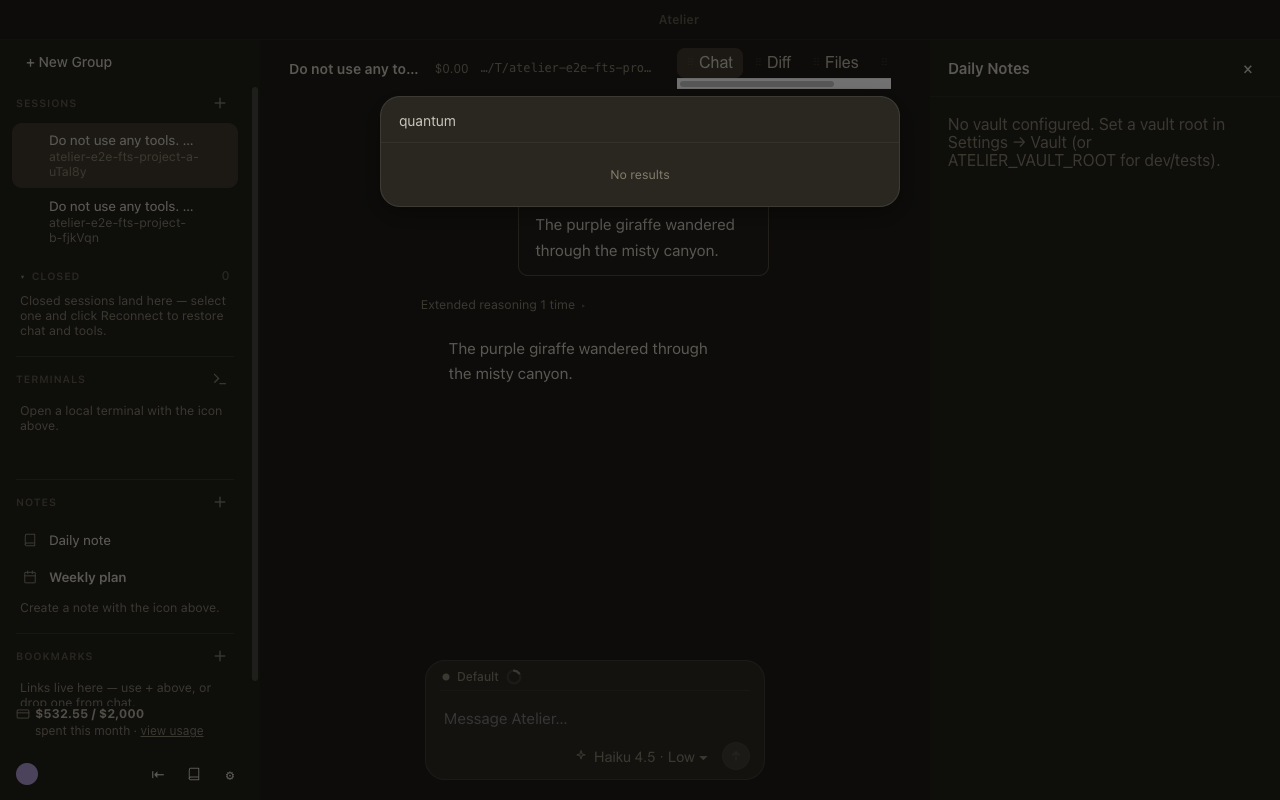 Atelier
+ New Group
SESSIONS
Do not use any tools. ...
atelier-e2e-fts-project-a-
uTaI8y
Do not use any tools. ...
atelier-e2e-fts-project-
b-fjkVqn
CLOSED
0
Closed sessions land here — select
one and click Reconnect to restore
chat and tools.
TERMINALS
Open a local terminal with the icon
above.
NOTES
Daily note
Weekly plan
Create a note with the icon above.
BOOKMARKS
Links live here — use + above, or
drop one from chat
$532.55 / $2,000
spent this month · view usage
Do not use any to...
$0.00
…/T/atelier-e2e-fts-pro…
Chat
Diff
Files
quantum
No results
The purple giraffe wandered
through the misty canyon.
Extended reasoning 1 time
The purple giraffe wandered through
the misty canyon.
Default
Message Atelier...
Haiku 4.5 · Low
Daily Notes
×
No vault configured. Set a vault root in
Settings → Vault (or
ATELIER_VAULT_ROOT for dev/tests).